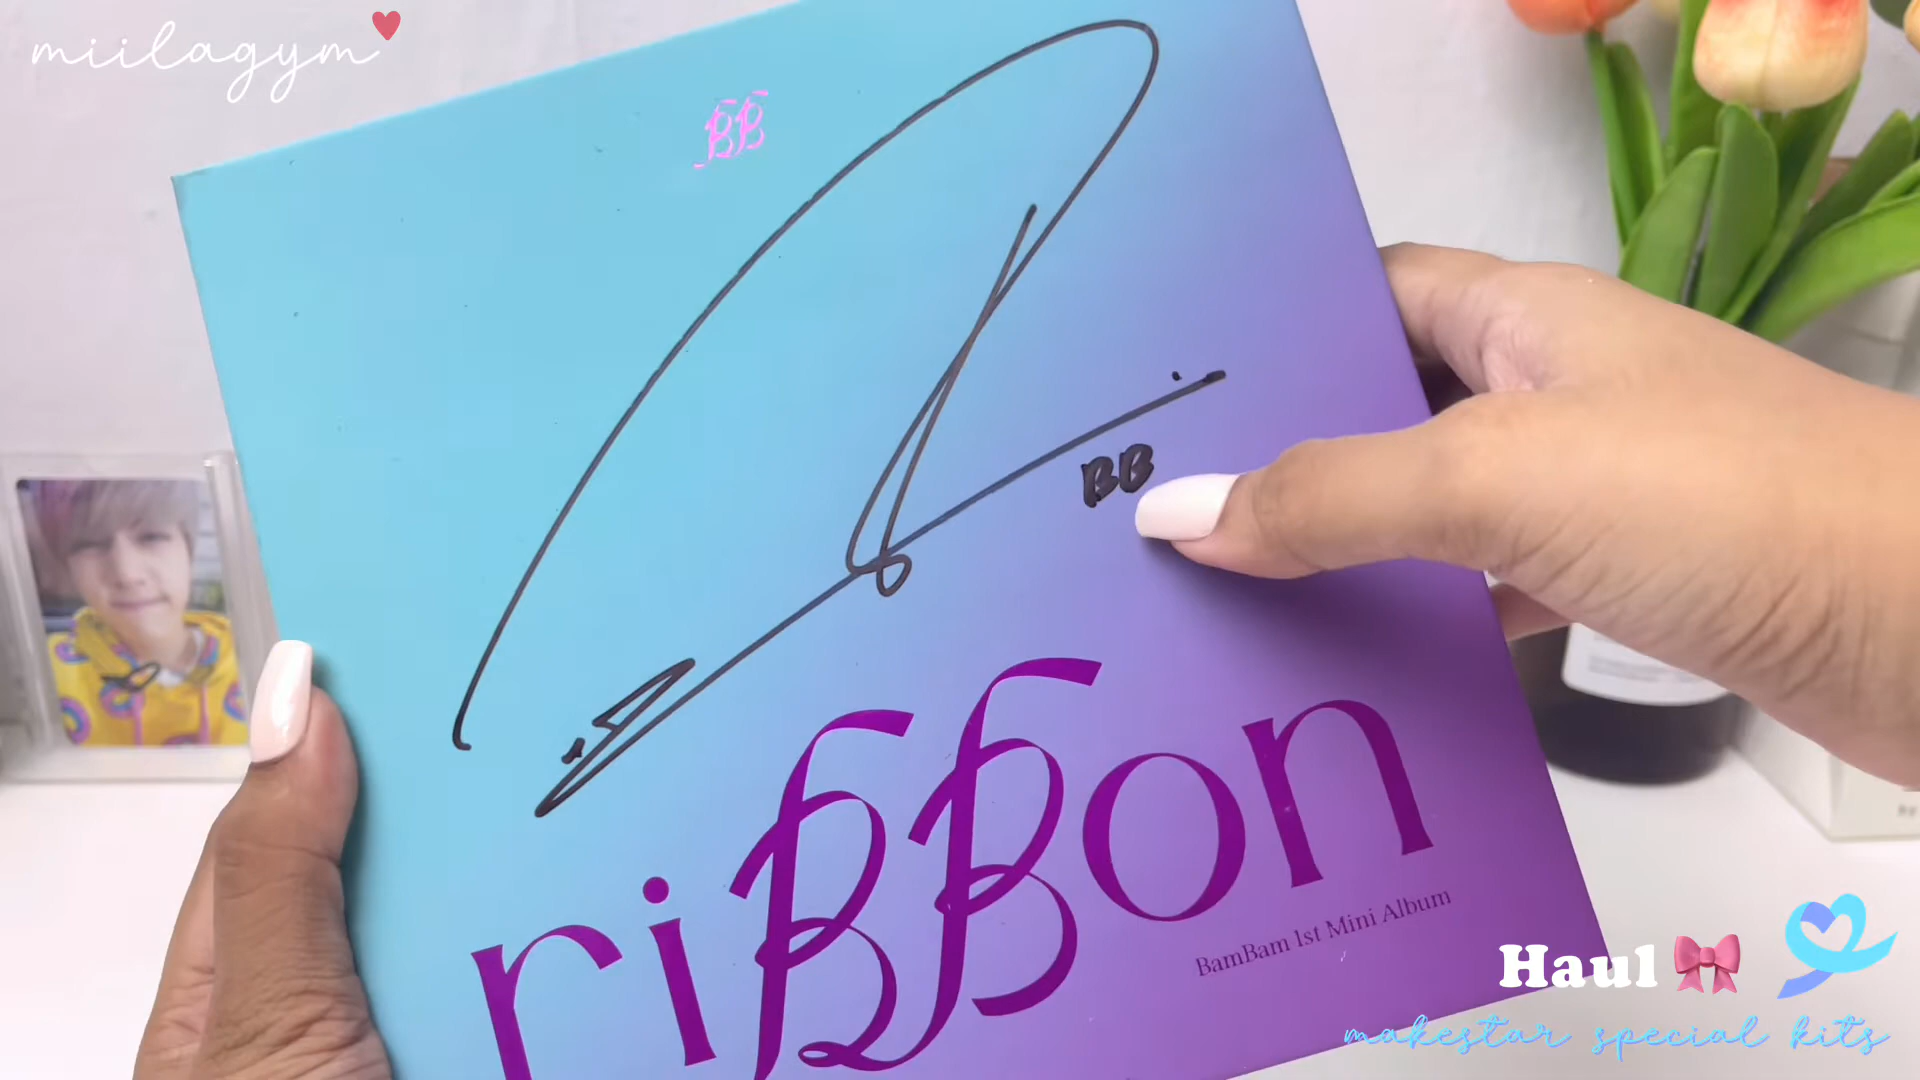 miilagym
BB
BB
riBBon
BamBam 1st Mini Album
Haul
makestar special kits